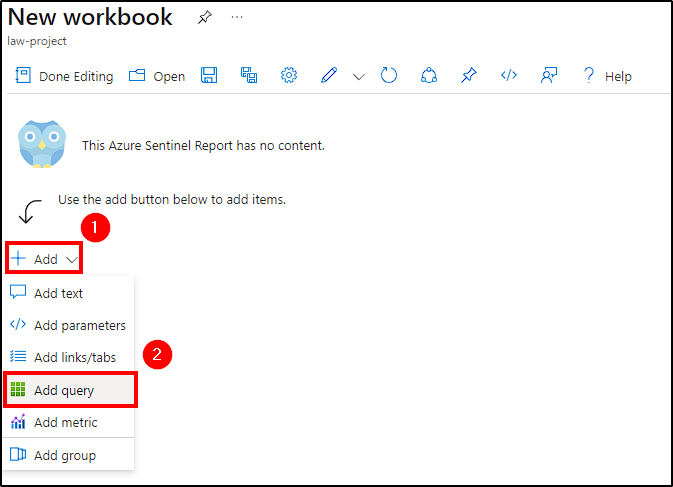 New workbook
law-project
Done Editing Open Help
This Azure Sentinel Report has no content.
Use the add button below to add items.
1
Add
Add text
Add parameters
2
Add links/tabs
Add query
Add metric
Add group